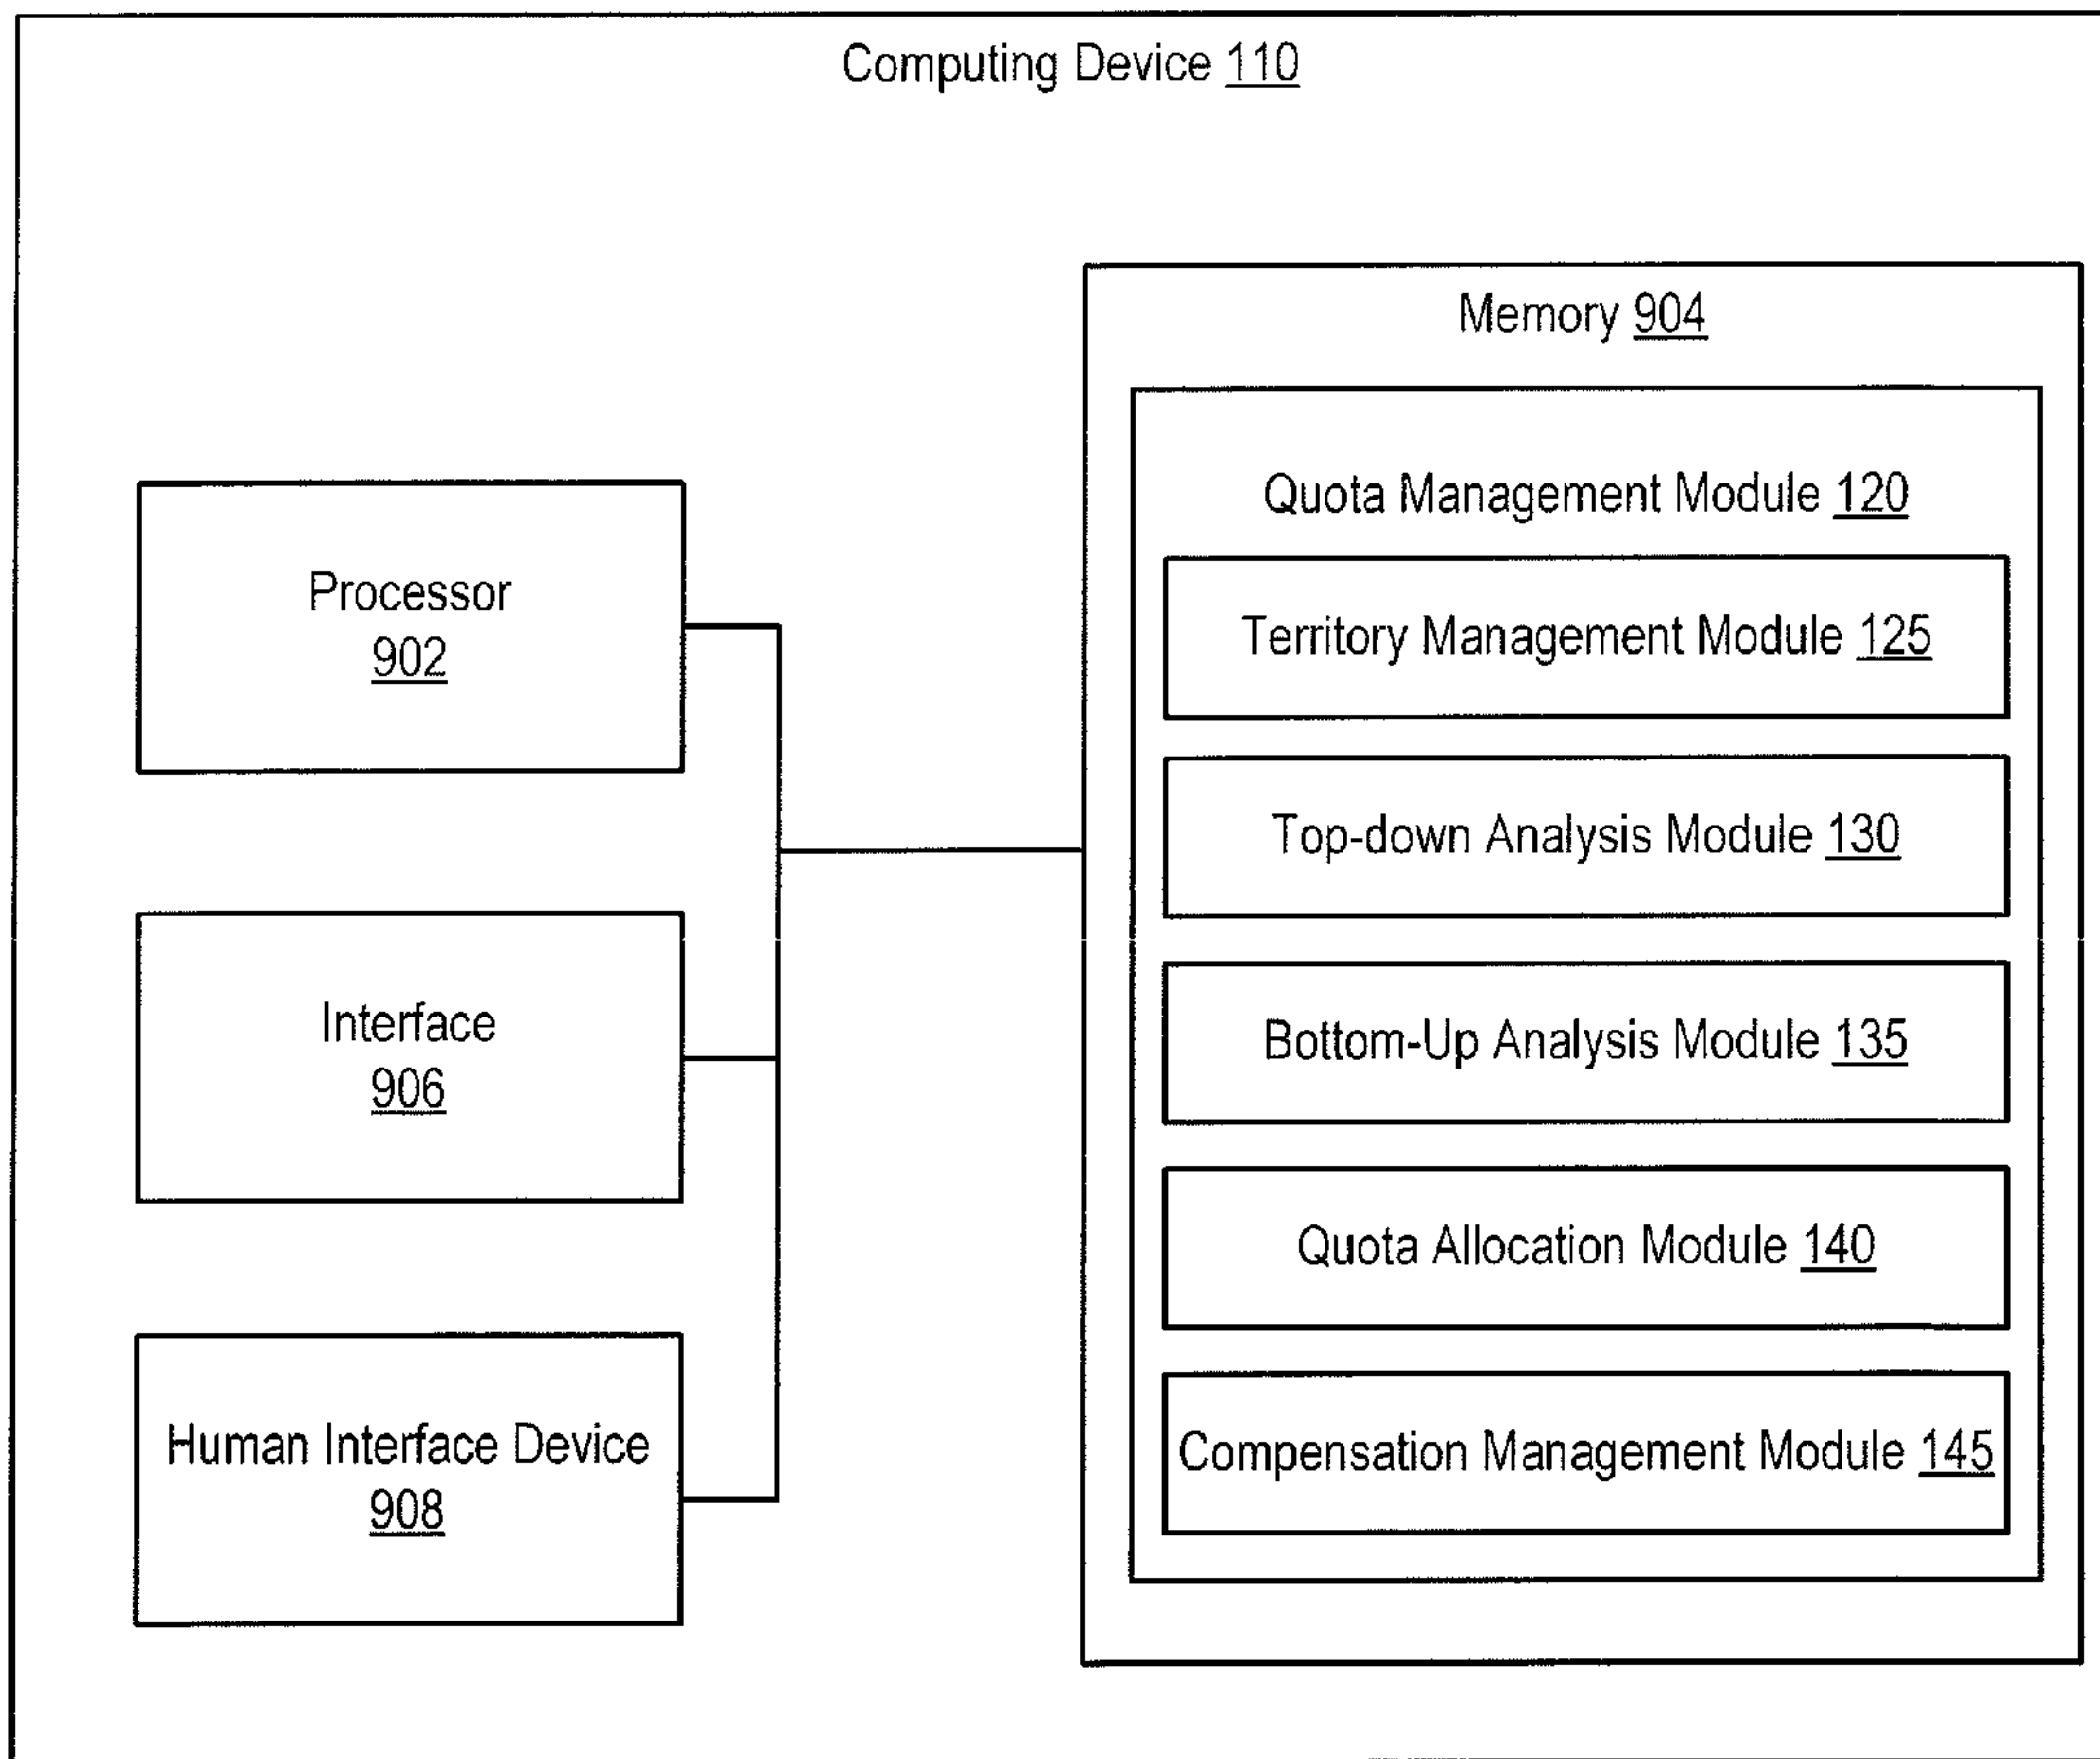 Computing Device 110
Memory 904
Quota Management Module 120
Territory Management Module 125
Top-down Analysis Module 130
Bottom-Up Analysis Module 135
Quota Allocation Module 140
Compensation Management Module 145
Processor
902
Interface
906
Human Interface Device
908